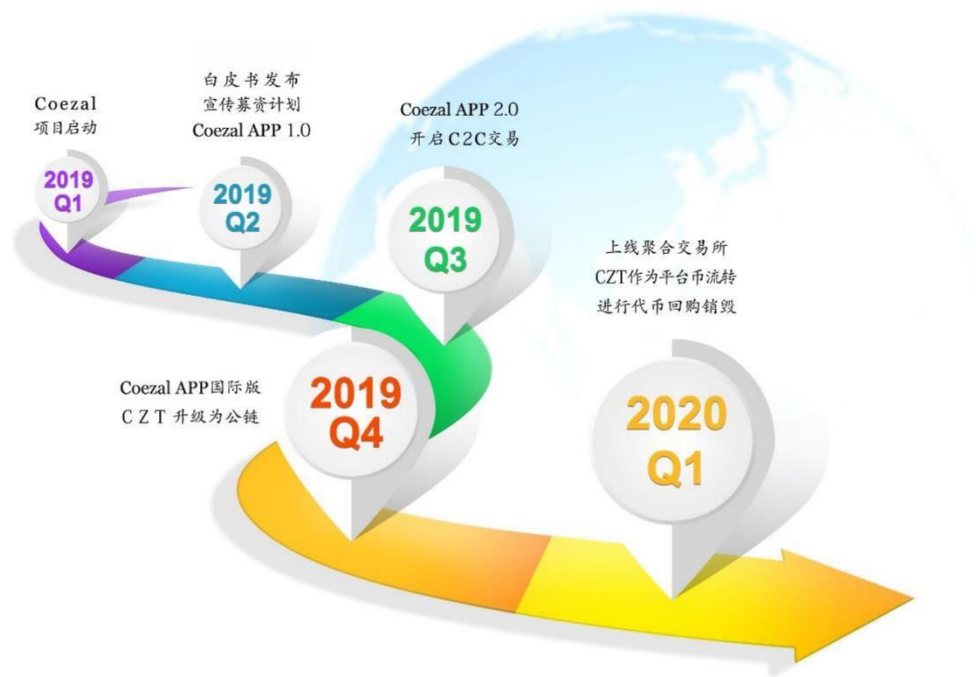 Coezal
项目启动
2019
Q1
白皮书发布
宣传募资计划
Coezal APP 1.0
2019
Q2
Coezal APP 2.0
开启C2C交易
2019
Q3
Coezal APP国际版
CZT 升级为公链
2019
Q4
上线聚合交易所
CZT作为平台币流转
进行代币回购销毁
2020
Q1